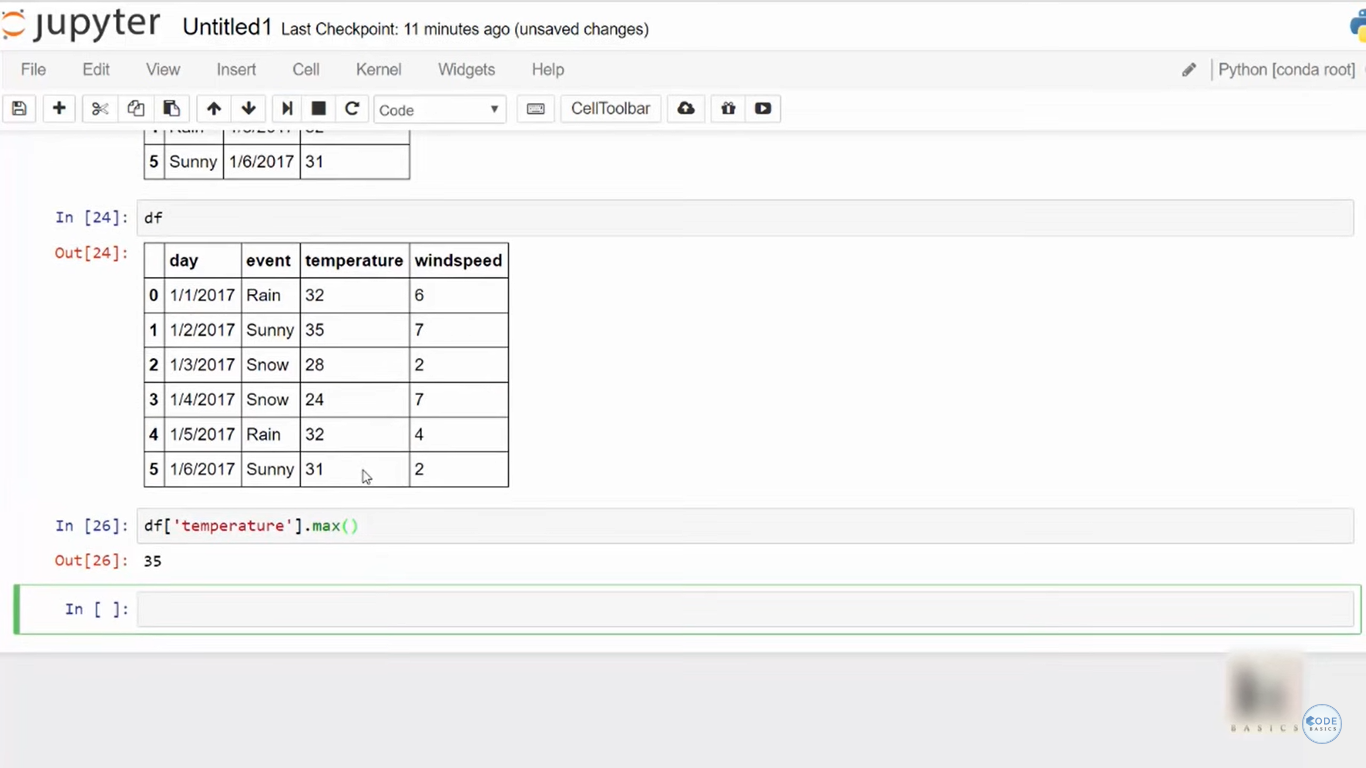 jupyter Untitled1 Last Checkpoint: 11 minutes ago (unsaved changes)
File Edit View Insert Cell Kernel Widgets Help Python [conda root]
Code CellToolbar
5 Sunny 1/6/2017 31
In [24]: df
Out[24]:
day event temperature windspeed
0 1/1/2017 Rain 32 6
1 1/2/2017 Sunny 35 7
2 1/3/2017 Snow 28 2
3 1/4/2017 Snow 24 7
4 1/5/2017 Rain 32 4
5 1/6/2017 Sunny 31 2
In [26]: df['temperature'].max()
Out[26]: 35
In [ ]:
BASICS
CODE
BASICS